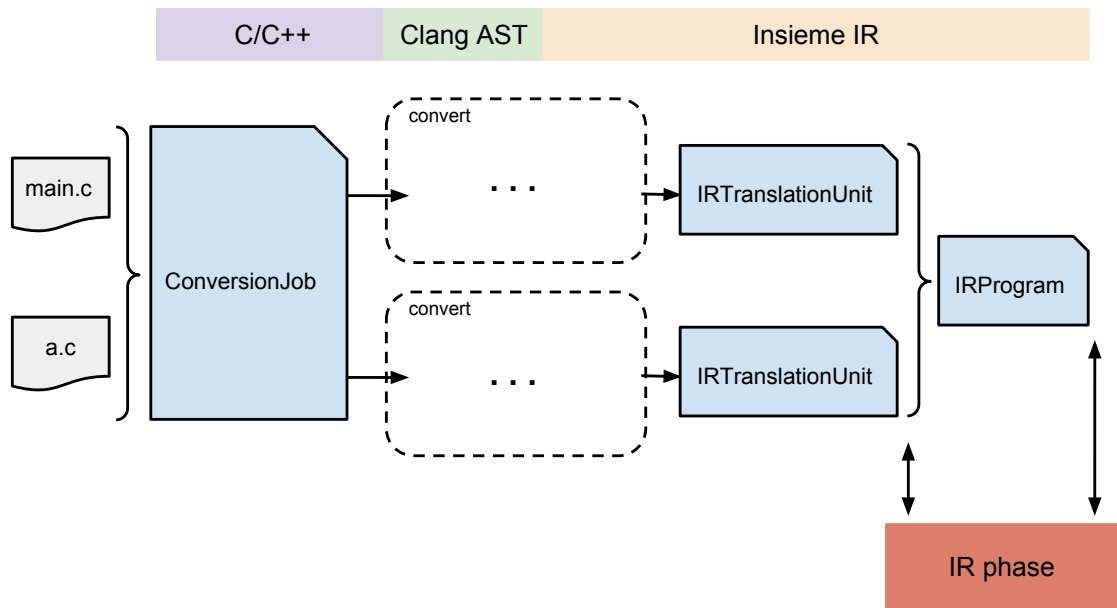 C/C++
Clang AST
Insieme IR
convert
main.c
. . .
IRTranslationUnit
ConversionJob
IRProgram
convert
a.c
. . .
IRTranslationUnit
IR phase